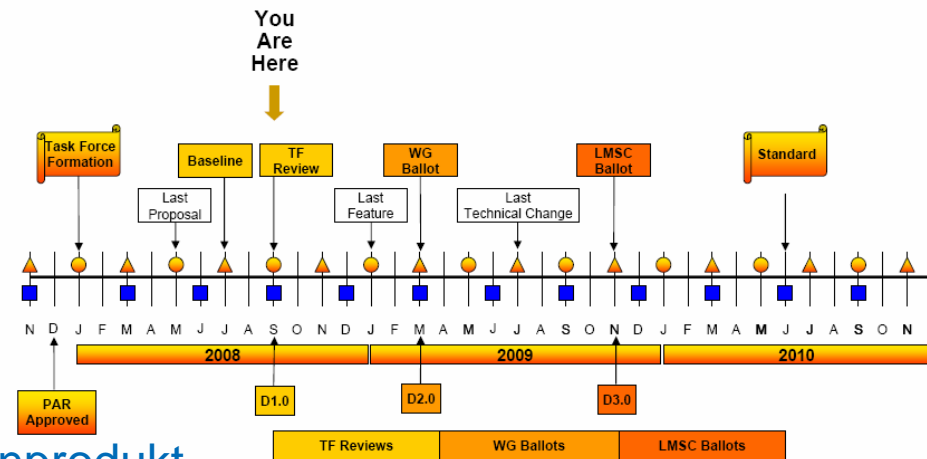 You
Are
Here
Task Force
Formation
Baseline
TF
Review
WG
Ballot
LMSC
Ballot
Standard
Last
Proposal
Last
Feature
Last
Technical Change
N D J F M A M J J A S O N D J F M A M J J A S O N D J F M A M J J A S O N
2008 2009 2010
PAR
Approved
D1.0 D2.0 D3.0
TF Reviews WG Ballots LMSC Ballots
nprodukt